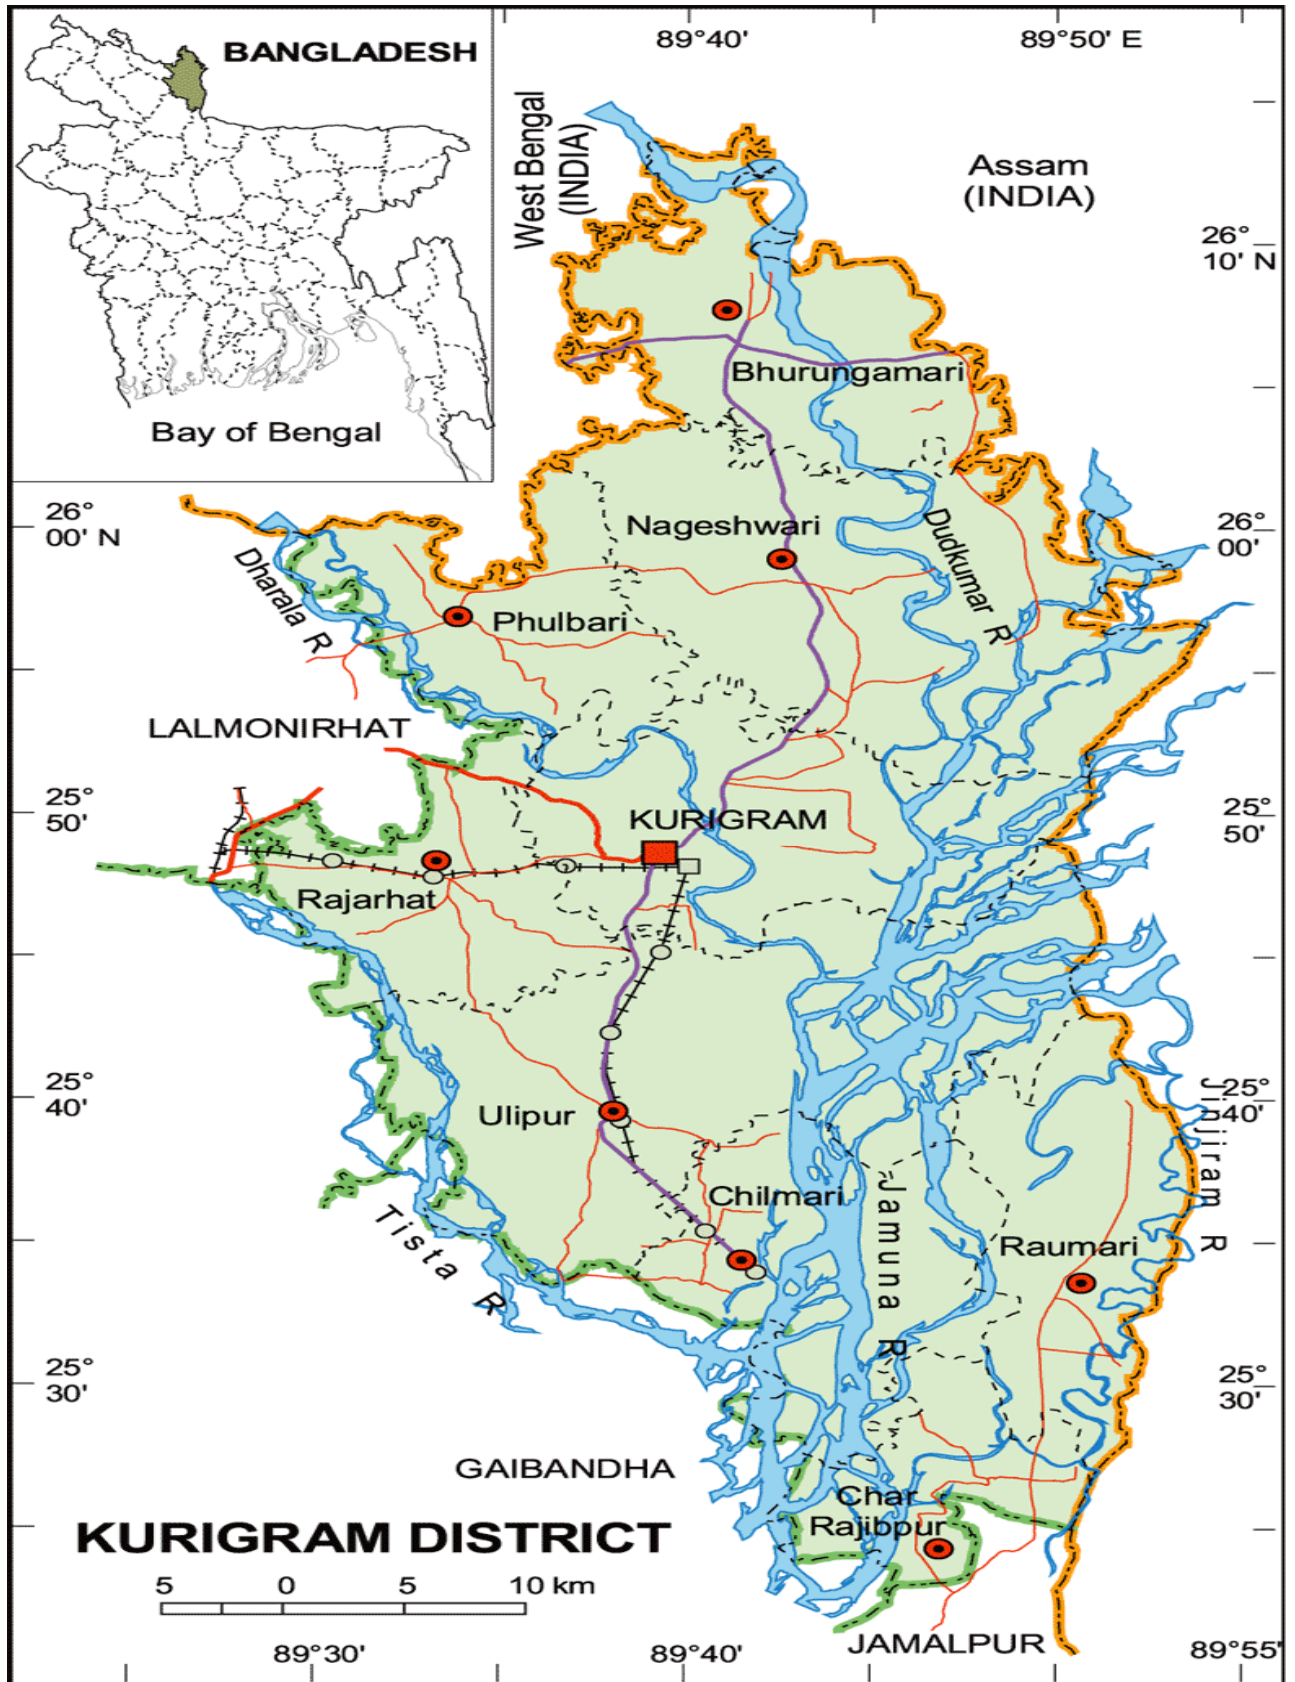 BANGLADESH
Bay of Bengal
89°40'
89°50' E
West Bengal
(INDIA)
Assam
(INDIA)
26°
10' N
Bhurungamari
26°
00' N
Nageshwari
26°
00'
Dudkumar R
Dharala R
Phulbari
LALMONIRHAT
25°
50'
KURIGRAM
25°
50'
Rajarhat
25°
40'
25°
40'
Jinjiram R
Ulipur
Chilmari
Jamuna R
Raumari
Tista R
25°
30'
25°
30'
GAIBANDHA
Char
Rajibpur
KURIGRAM DISTRICT
5 0 5 10 km
JAMALPUR
89°30'
89°40'
89°55'